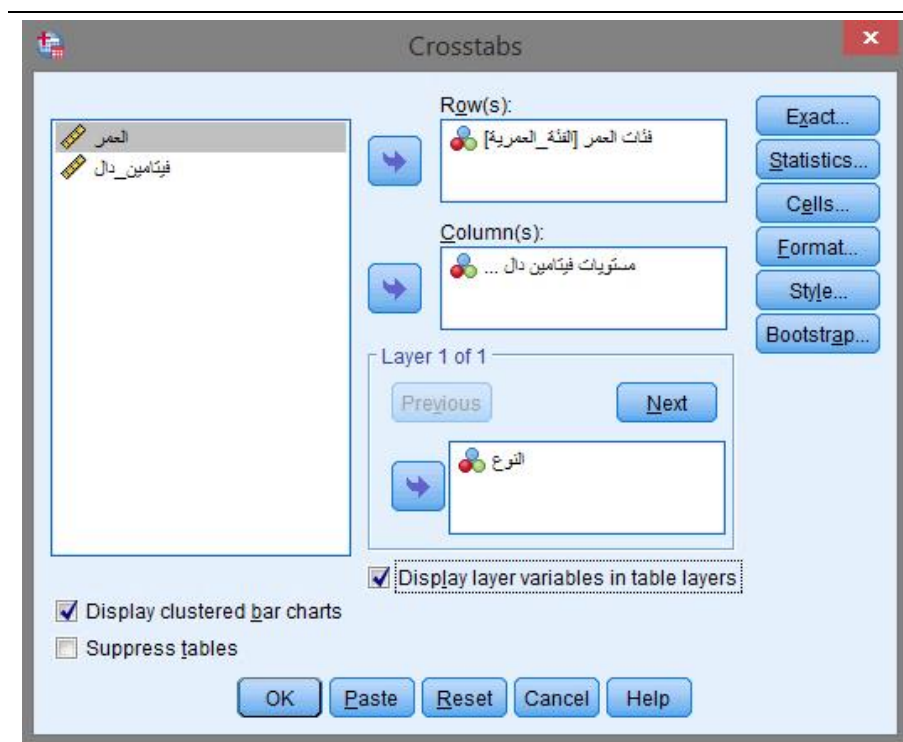 Crosstabs
العمر
فيتامين_دال
Row(s):
فئات العمر [الفئة_العمرية]
Column(s):
مستويات فيتامين دال ...
Layer 1 of 1
Previous
Next
النوع
Display layer variables in table layers
Exact...
Statistics...
Cells...
Format...
Style...
Bootstrap...
Display clustered bar charts
Suppress tables
OK Paste Reset Cancel Help